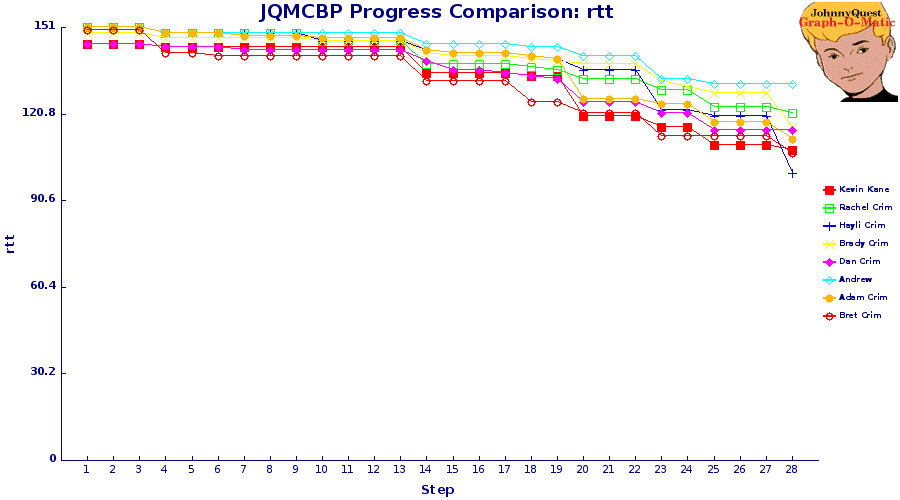 JQMCBP Progress Comparison: rtt
JohnnyQuest
Graph-O-Matic
151
120.8
90.6
60.4
30.2
0
rtt
1 2 3 4 5 6 7 8 9 10 11 12 13 14 15 16 17 18 19 20 21 22 23 24 25 26 27 28
Step
Kevin Kane
Rachel Crim
Hayli Crim
Brady Crim
Dan Crim
Andrew
Adam Crim
Bret Crim